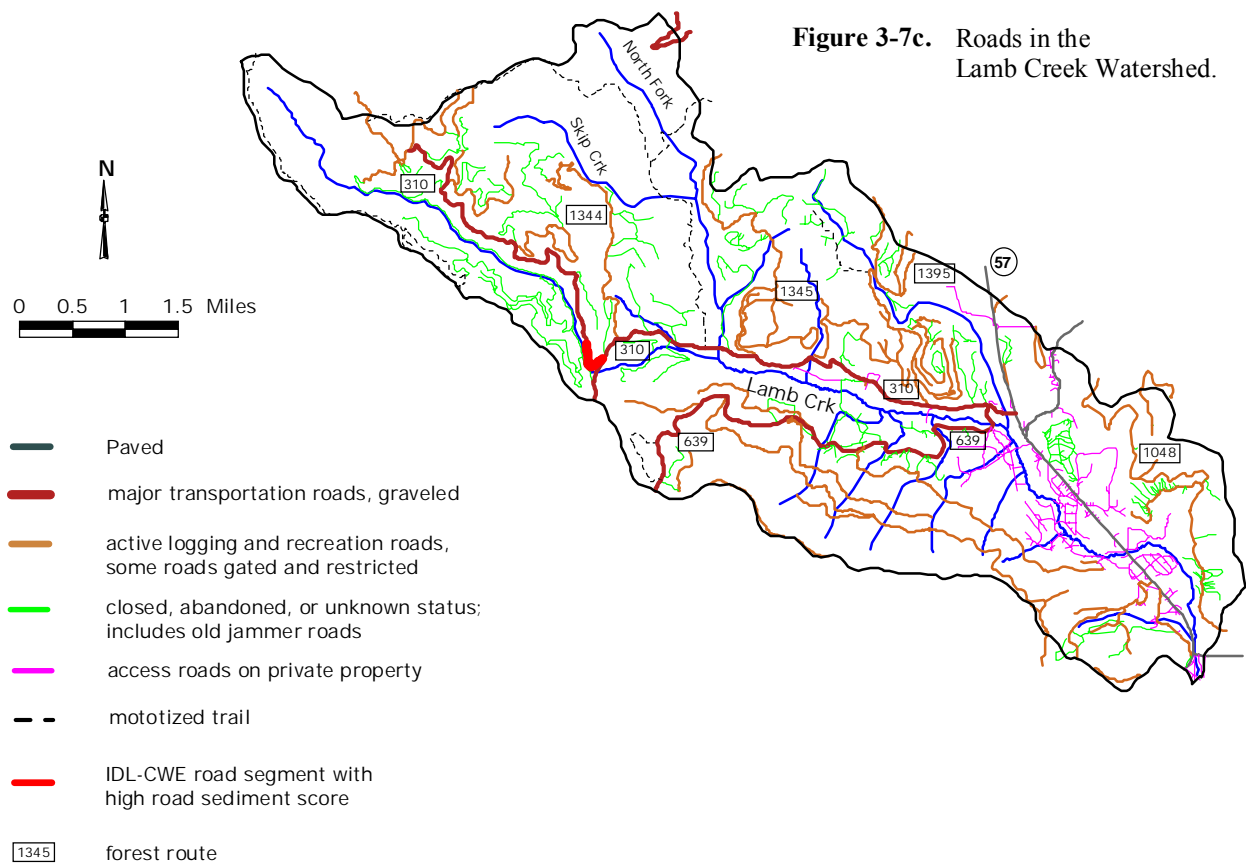 Figure 3-7c. Roads in the
Lamb Creek Watershed.
North Fork
Skip Crk
N
310
1344
57
1395
1345
0 0.5 1 1.5 Miles
310
310
Lamb Crk
639
639
1048
Paved
major transportation roads, graveled
active logging and recreation roads,
some roads gated and restricted
closed, abandoned, or unknown status;
includes old jammer roads
access roads on private property
mototized trail
IDL-CWE road segment with
high road sediment score
1345 forest route